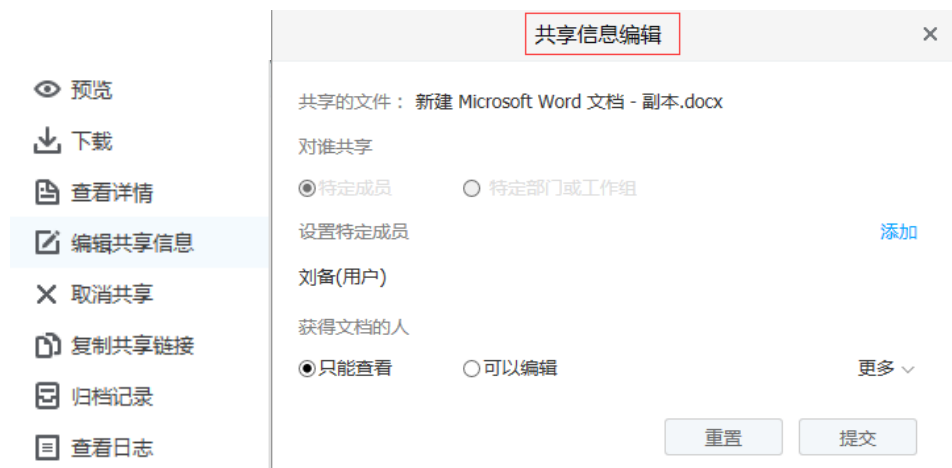 预览
下载
查看详情
编辑共享信息
取消共享
复制共享链接
归档记录
查看日志
共享信息编辑
共享的文件： 新建 Microsoft Word 文档 - 副本.docx
对谁共享
特定成员 特定部门或工作组
设置特定成员 添加
刘备(用户)
获得文档的人
只能查看 可以编辑 更多
重置 提交